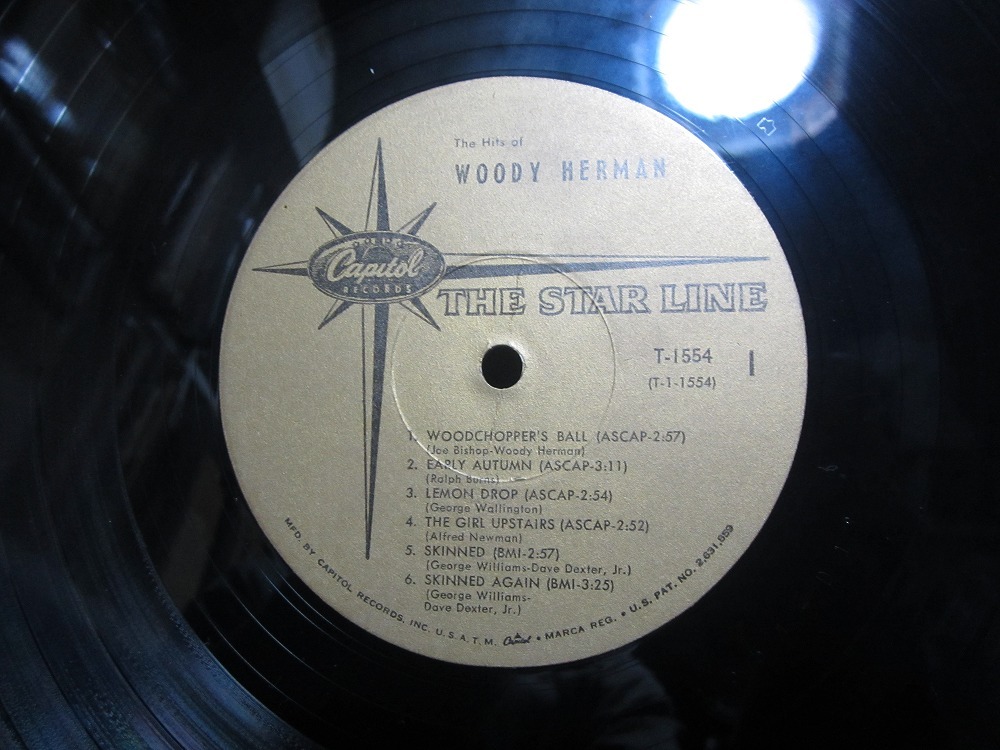 The Hits of
WOODY HERMAN
Capitol
RECORDS
THE STAR LINE
T-1554 1
(T-1-1554)
1. WOODCHOPPER'S BALL (ASCAP-2:57)
(Joe Bishop-Woody Herman)
2. EARLY AUTUMN (ASCAP-3:11)
(Ralph Burns)
3. LEMON DROP (ASCAP-2:54)
(George Wallington)
4. THE GIRL UPSTAIRS (ASCAP-2:52)
(Alfred Newman)
5. SKINNED (BMI-2:57)
(George Williams-Dave Dexter, Jr.)
6. SKINNED AGAIN (BMI-3:25)
(George Williams-
Dave Dexter, Jr.)
MFD. BY CAPITOL RECORDS, INC. U.S.A. T.M. Capitol • MARCA REG. • U.S. PAT. NO. 2,631,859